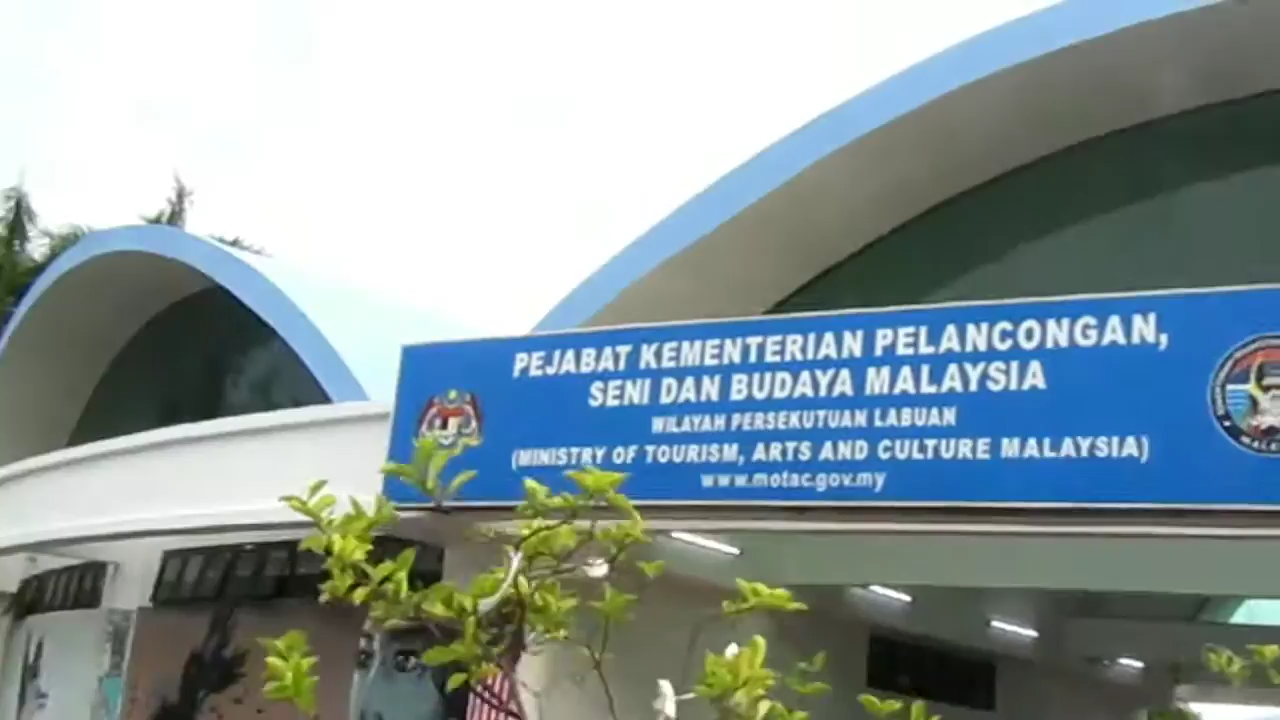 PEJABAT KEMENTERIAN PELANCONGAN,
SENI DAN BUDAYA MALAYSIA
WILAYAH PERSEKUTUAN LABUAN
(MINISTRY OF TOURISM, ARTS AND CULTURE MALAYSIA)
www.motac.gov.my